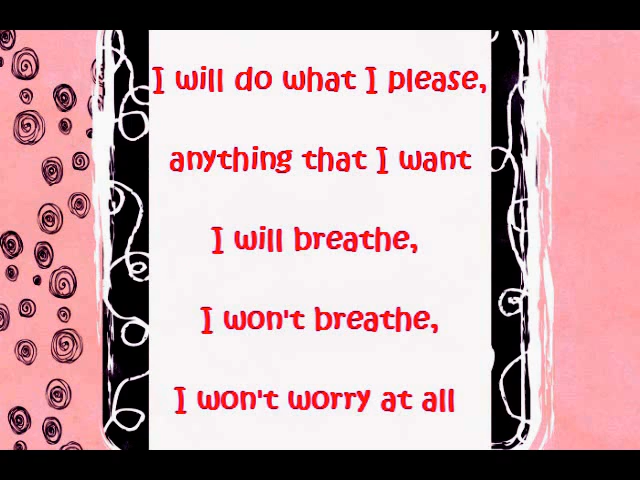 I will do what I please,
anything that I want
I will breathe,
I won't breathe,
I won't worry at all